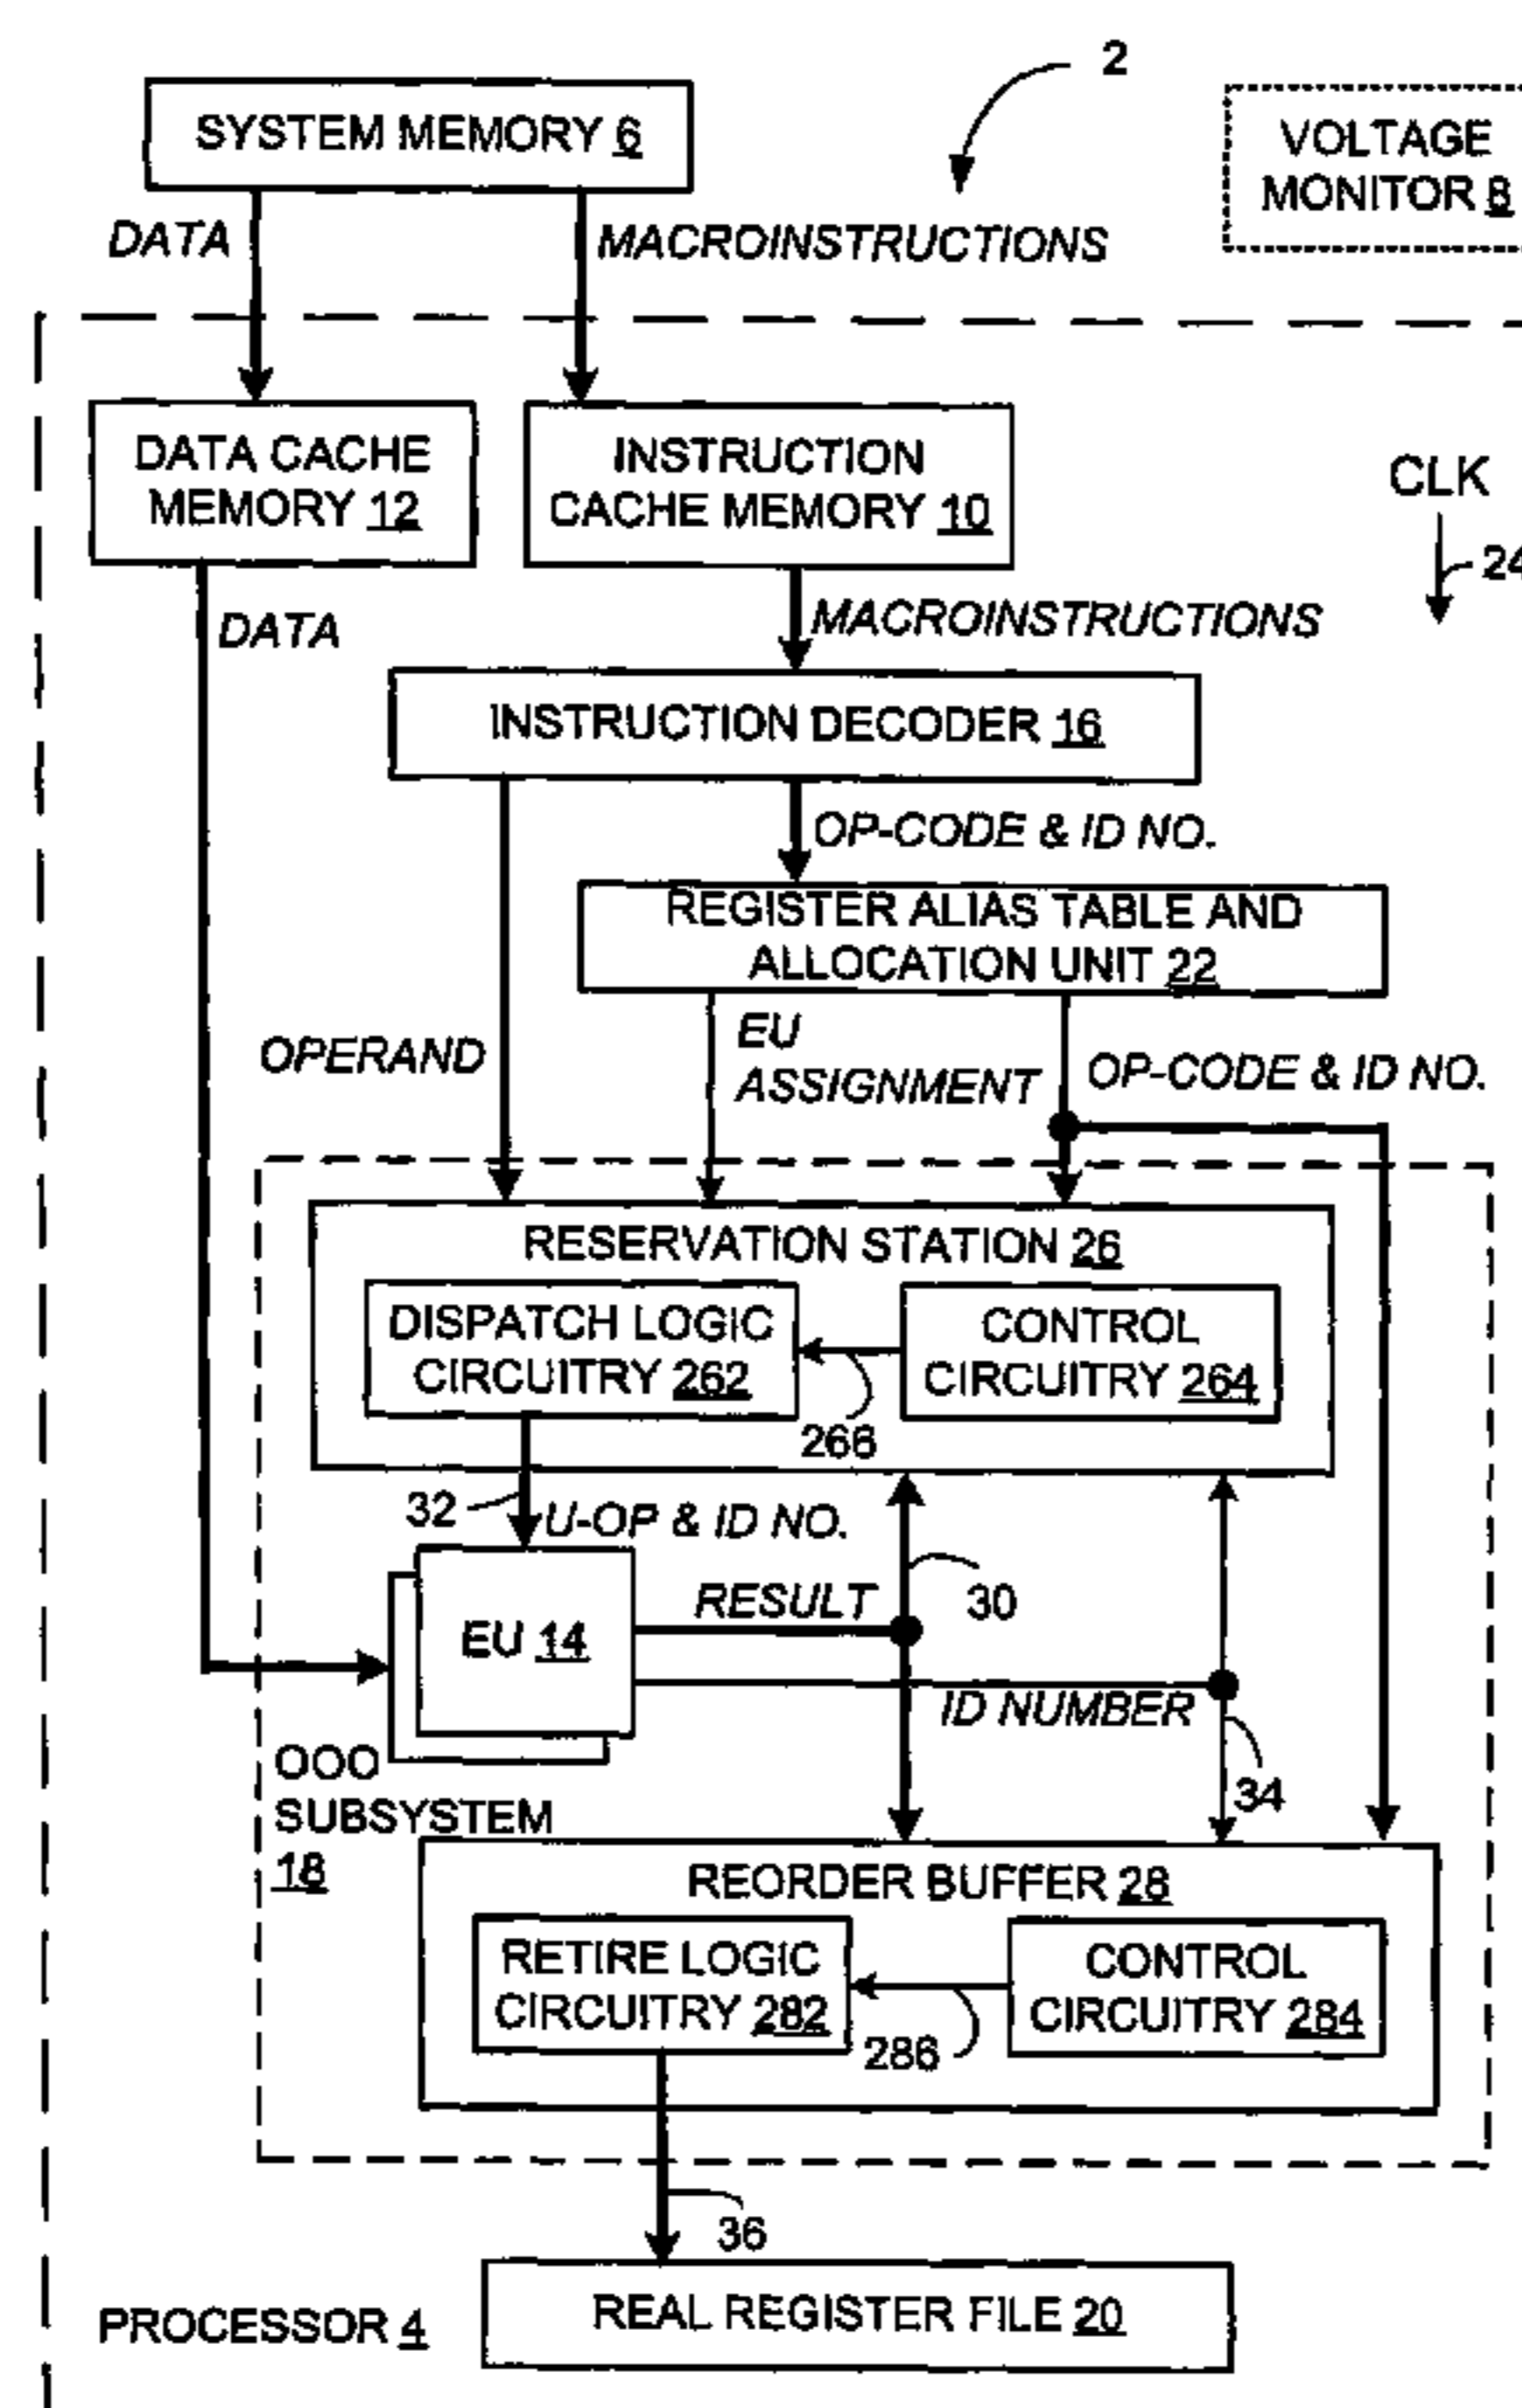 2
SYSTEM MEMORY 6
VOLTAGE
MONITOR 8
DATA
MACROINSTRUCTIONS
DATA CACHE
MEMORY 12
INSTRUCTION
CACHE MEMORY 10
CLK
24
DATA
MACROINSTRUCTIONS
INSTRUCTION DECODER 16
OP-CODE & ID NO.
REGISTER ALIAS TABLE AND
ALLOCATION UNIT 22
OPERAND
EU
ASSIGNMENT
OP-CODE & ID NO.
RESERVATION STATION 26
DISPATCH LOGIC
CIRCUITRY 262
CONTROL
CIRCUITRY 264
266
32
U-OP & ID NO.
RESULT
30
EU 14
ID NUMBER
34
OOO
SUBSYSTEM
18
REORDER BUFFER 28
RETIRE LOGIC
CIRCUITRY 282
CONTROL
CIRCUITRY 284
286
36
REAL REGISTER FILE 20
PROCESSOR 4